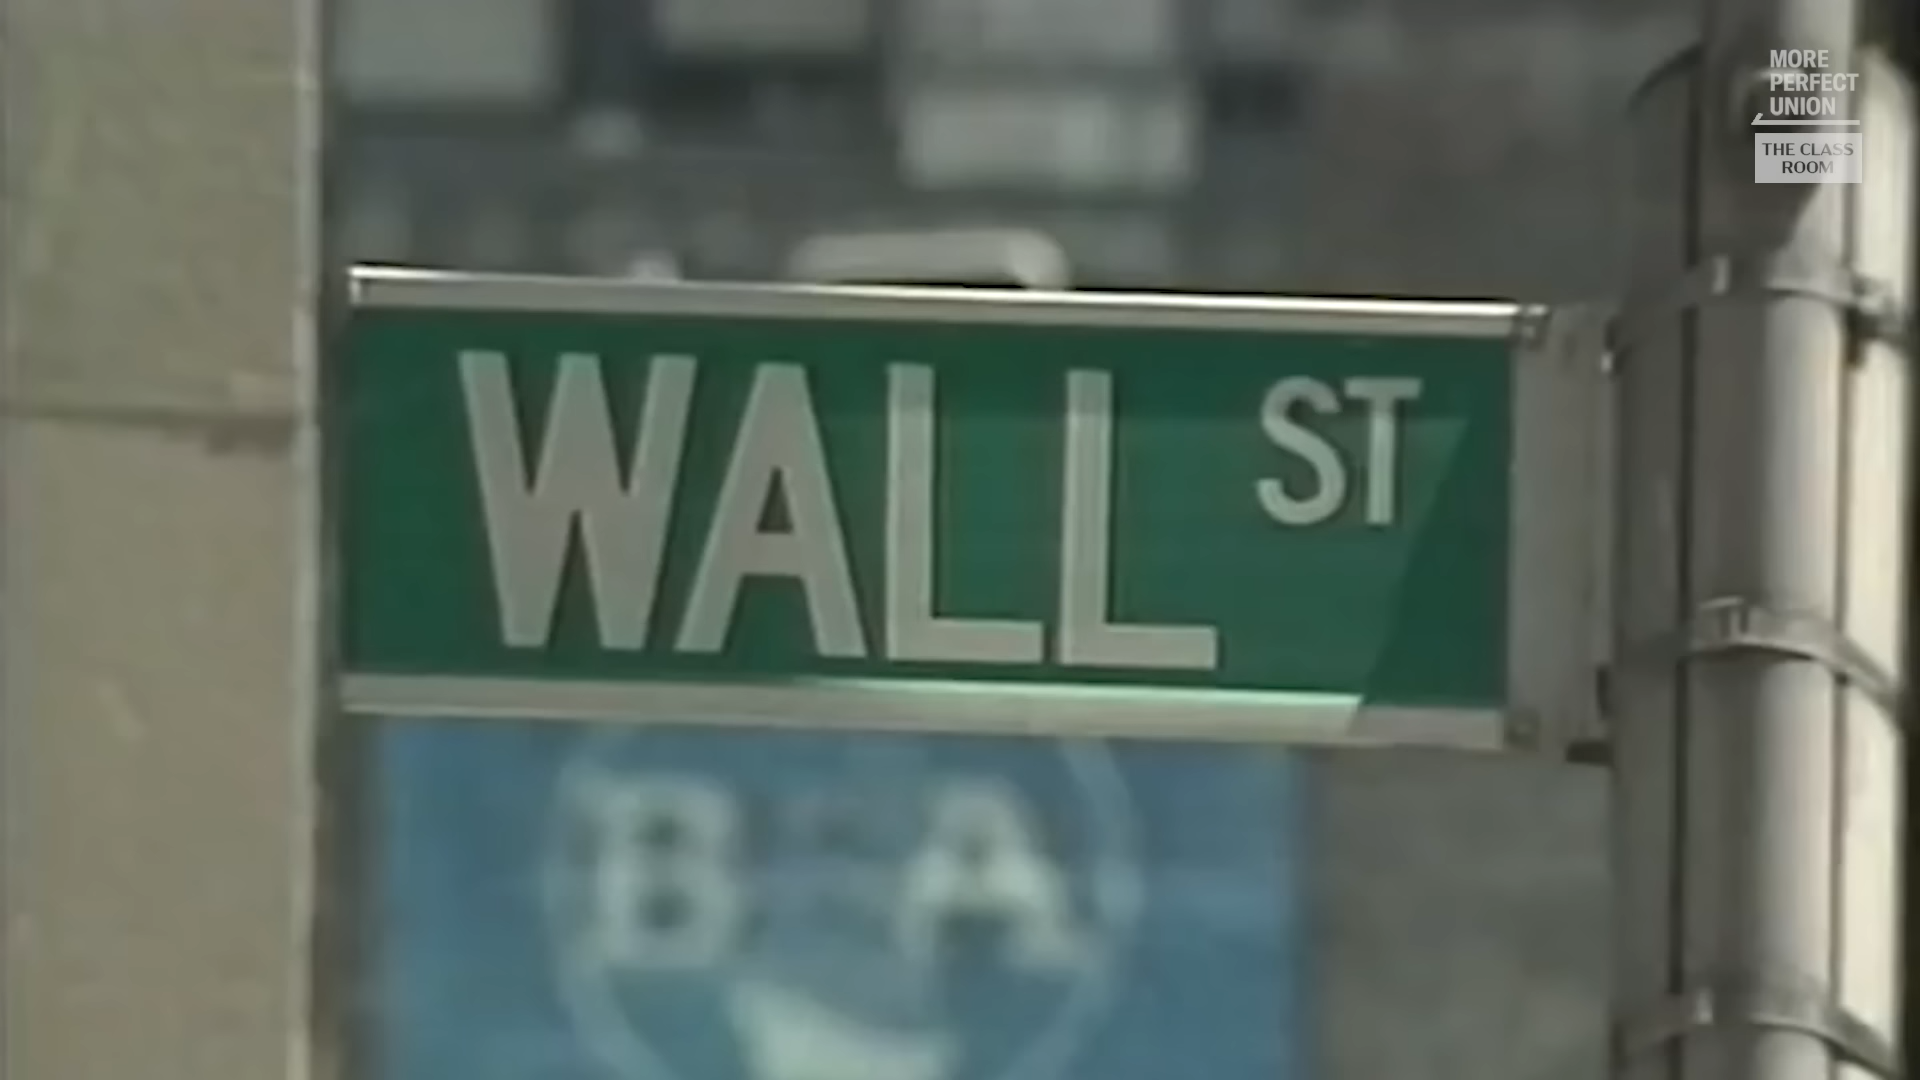 MORE
PERFECT
UNION
THE CLASS
ROOM
WALL ST
B A